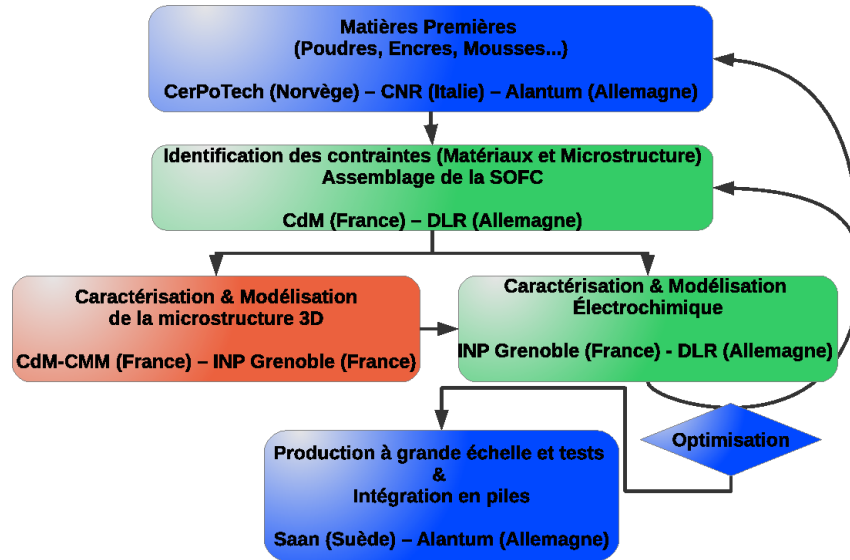 Matières Premières
(Poudres, Encres, Mousses...)
CerPoTech (Norvège) – CNR (Italie) – Alantum (Allemagne)
Identification des contraintes (Matériaux et Microstructure)
Assemblage de la SOFC
CdM (France) – DLR (Allemagne)
Caractérisation & Modélisation
de la microstructure 3D
CdM-CMM (France) – INP Grenoble (France)
Caractérisation & Modélisation
Électrochimique
INP Grenoble (France) - DLR (Allemagne)
Optimisation
Production à grande échelle et tests
&
Intégration en piles
Saan (Suède) – Alantum (Allemagne)